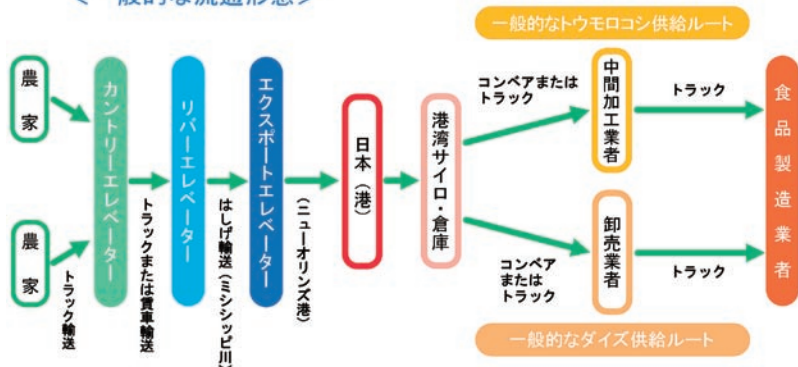 ＜一般的な流通形態＞
一般的なトウモロコシ供給ルート
農家
農家
トラック輸送
カントリーエレベーター
トラックまたは貨車輸送
リバーエレベーター
はしけ輸送（ミシシッピ川）
エクスポートエレベーター
（ニューオリンズ港）
日本（港）
港湾サイロ・倉庫
コンベアまたは
トラック
中間加工業者
トラック
コンベア
または
トラック
卸売業者
トラック
食品製造業者
一般的なダイズ供給ルート